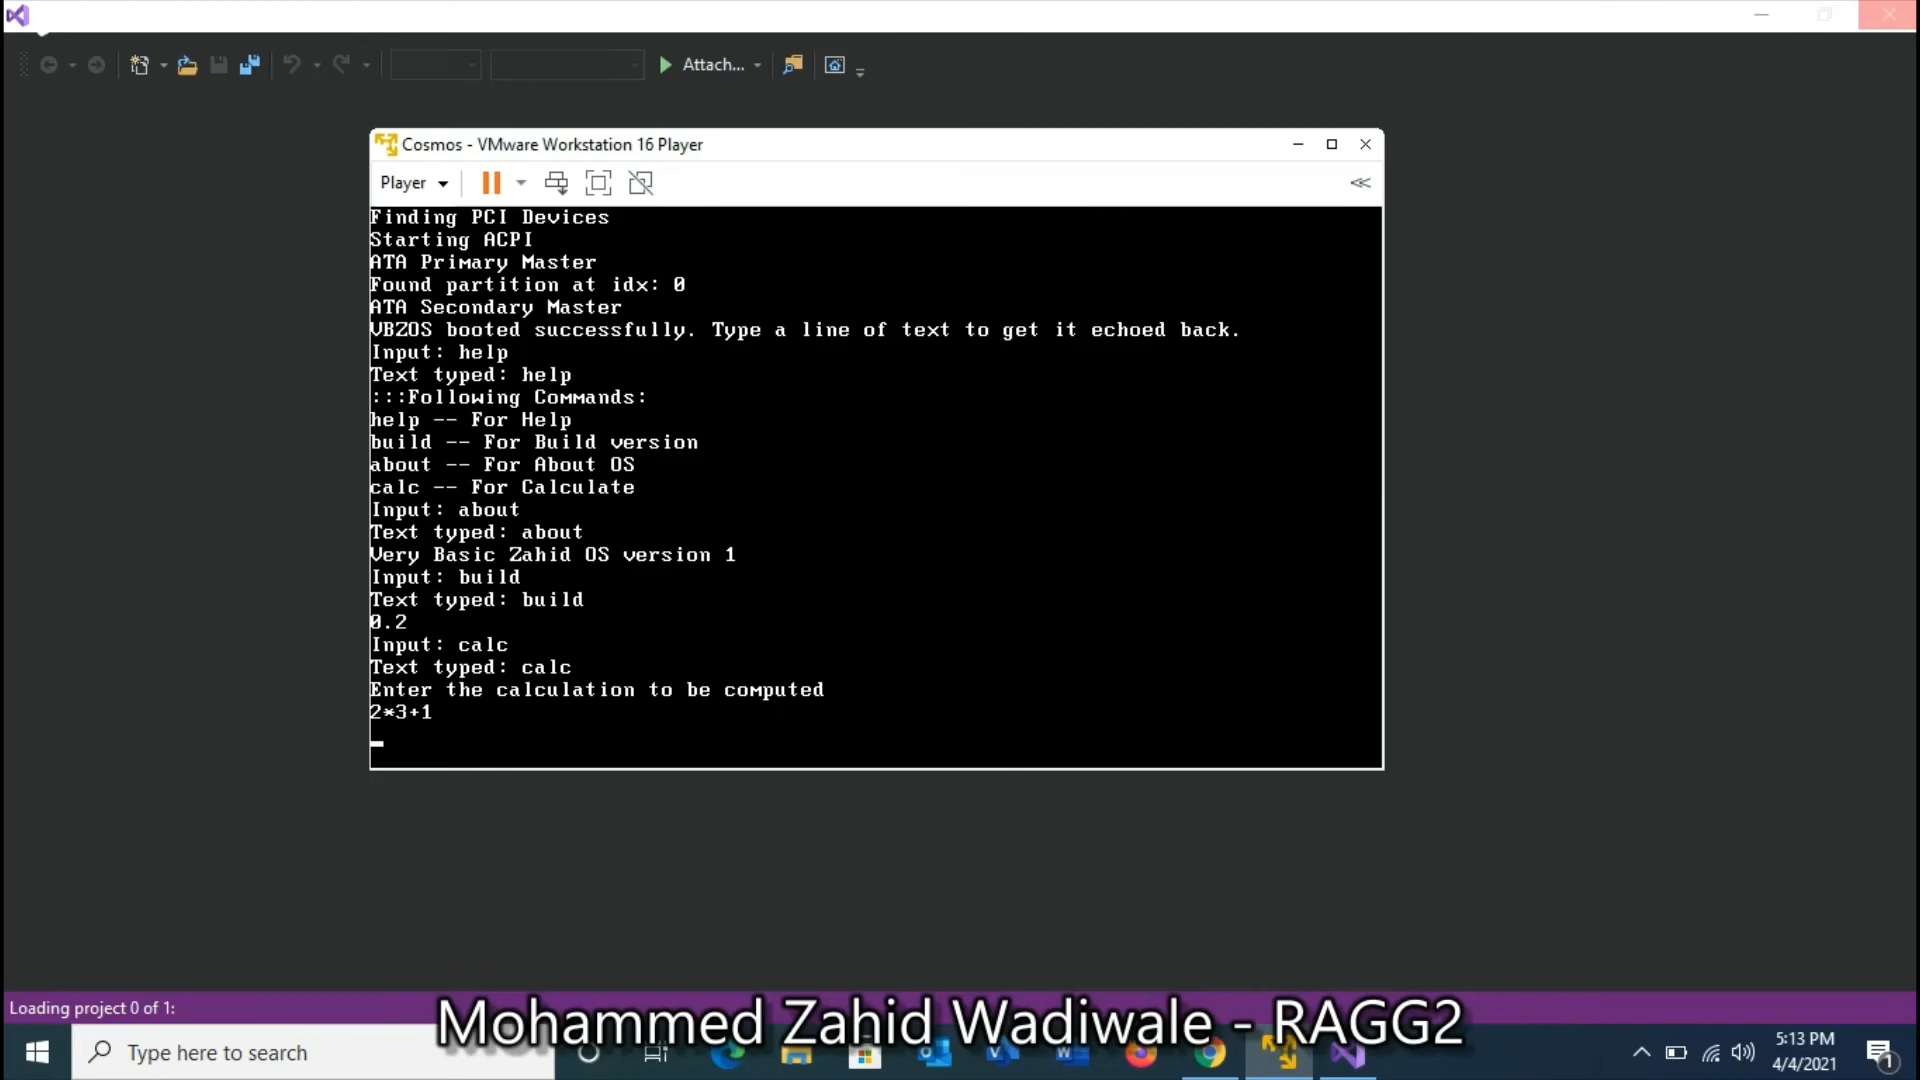 Attach...
Cosmos - VMware Workstation 16 Player
Player
Finding PCI Devices
Starting ACPI
ATA Primary Master
Found partition at idx: 0
ATA Secondary Master
VBZOS booted successfully. Type a line of text to get it echoed back.
Input: help
Text typed: help
:::Following Commands:
help -- For Help
build -- For Build version
about -- For About OS
calc -- For Calculate
Input: about
Text typed: about
Very Basic Zahid OS version 1
Input: build
Text typed: build
0.2
Input: calc
Text typed: calc
Enter the calculation to be computed
2*3+1
Loading project 0 of 1:
Mohammed Zahid Wadiwale - RAGG2
Type here to search
5:13 PM
4/4/2021
1